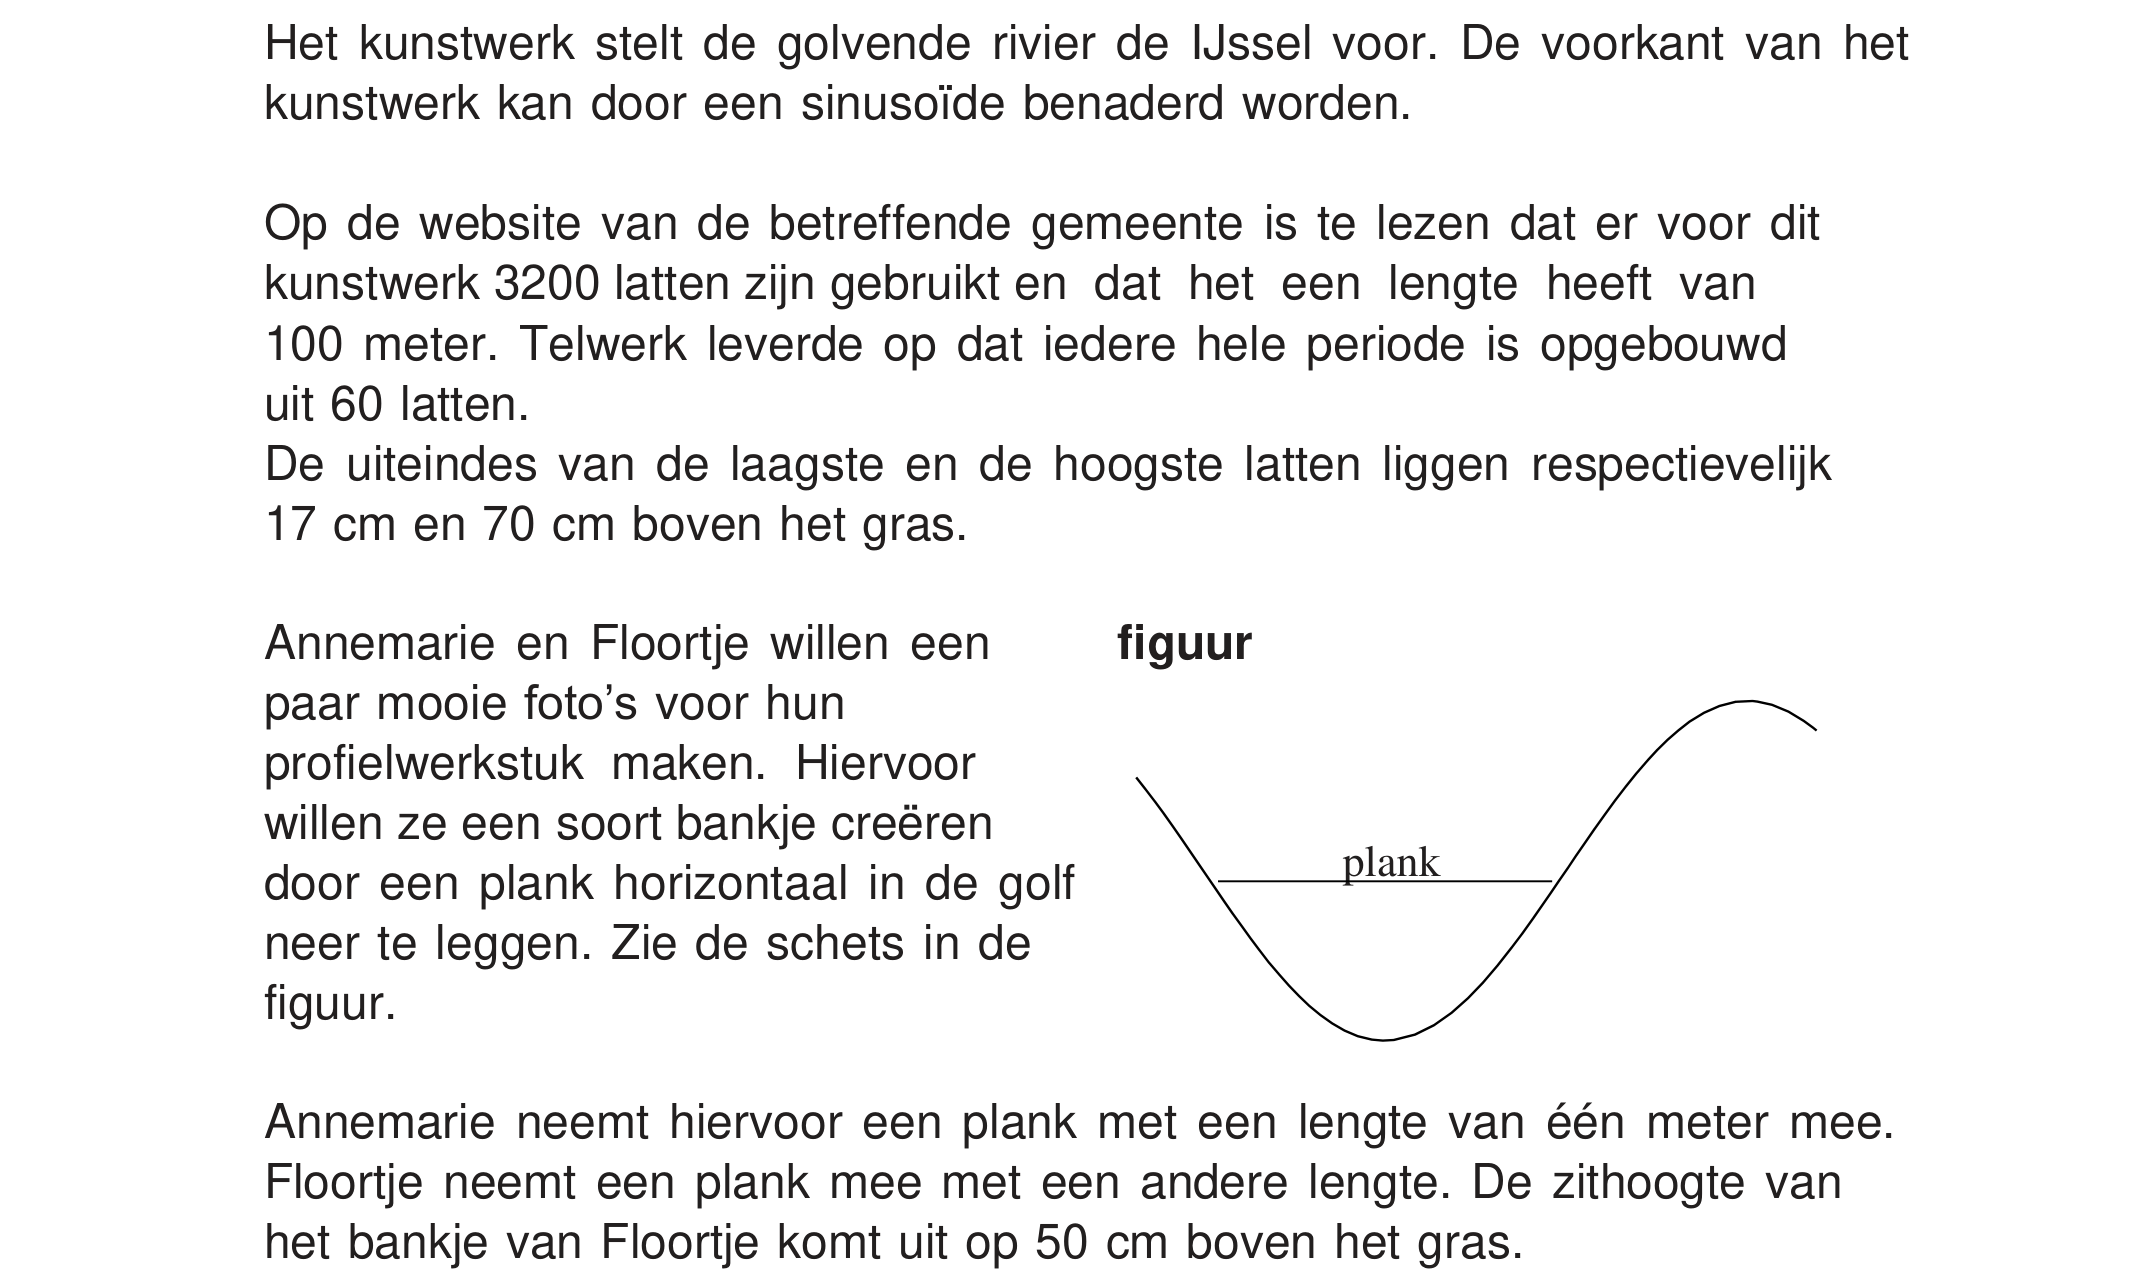 Het kunstwerk stelt de golvende rivier de IJssel voor. De voorkant van het
kunstwerk kan door een sinusoïde benaderd worden.
Op de website van de betreffende gemeente is te lezen dat er voor dit
kunstwerk 3200 latten zijn gebruikt en dat het een lengte heeft van
100 meter. Telwerk leverde op dat iedere hele periode is opgebouwd
uit 60 latten.
De uiteindes van de laagste en de hoogste latten liggen respectievelijk
17 cm en 70 cm boven het gras.
Annemarie en Floortje willen een
paar mooie foto’s voor hun
profielwerkstuk maken. Hiervoor
willen ze een soort bankje creëren
door een plank horizontaal in de golf
neer te leggen. Zie de schets in de
figuur.
figuur
plank
Annemarie neemt hiervoor een plank met een lengte van één meter mee.
Floortje neemt een plank mee met een andere lengte. De zithoogte van
het bankje van Floortje komt uit op 50 cm boven het gras.